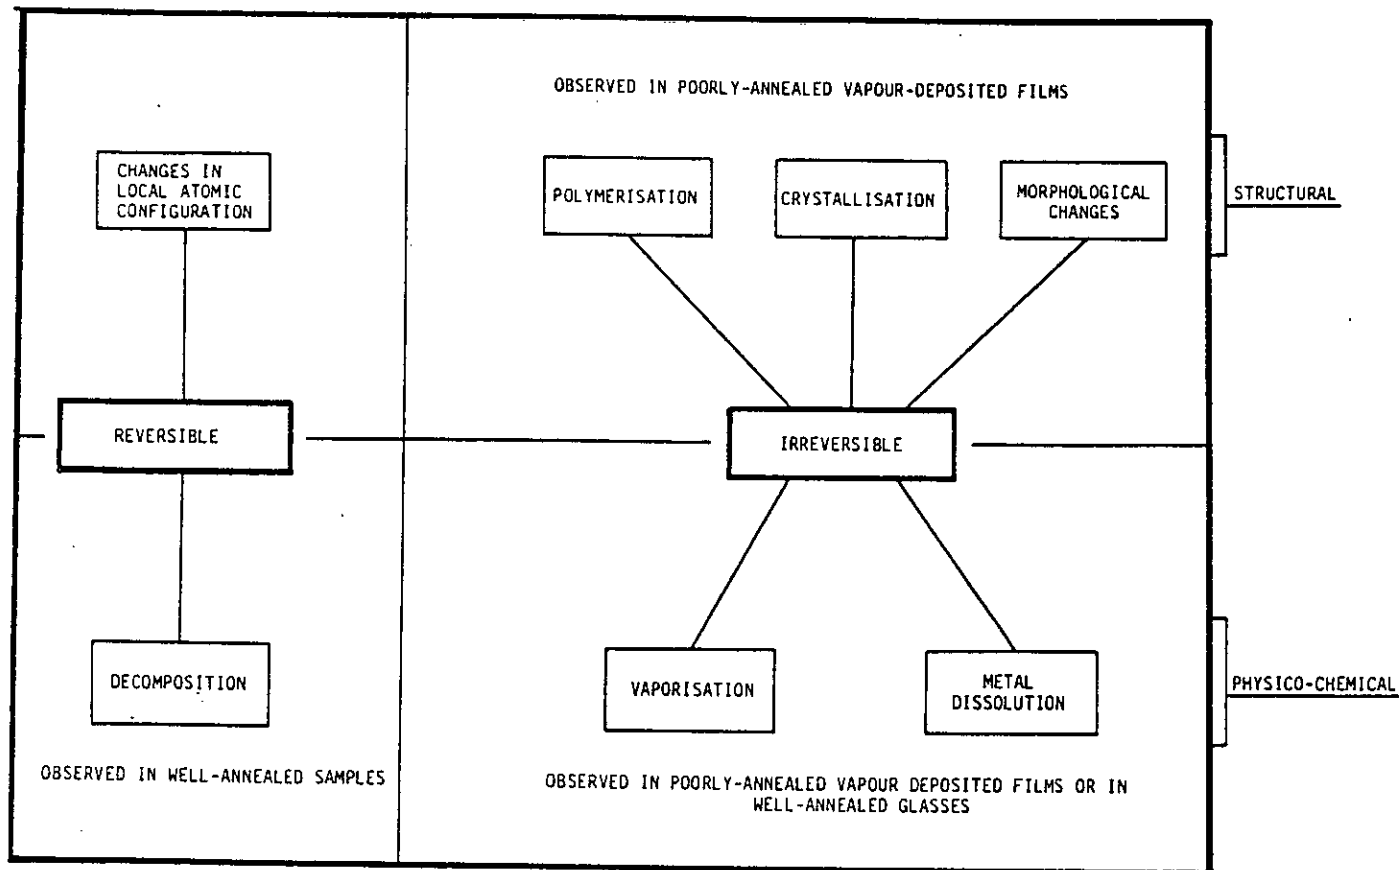 OBSERVED IN POORLY-ANNEALED VAPOUR-DEPOSITED FILMS
CHANGES IN
LOCAL ATOMIC
CONFIGURATION
POLYMERISATION
CRYSTALLISATION
MORPHOLOGICAL
CHANGES
STRUCTURAL
REVERSIBLE
IRREVERSIBLE
DECOMPOSITION
VAPORISATION
METAL
DISSOLUTION
PHYSICO-CHEMICAL
OBSERVED IN WELL-ANNEALED SAMPLES
OBSERVED IN POORLY-ANNEALED VAPOUR DEPOSITED FILMS OR IN
WELL-ANNEALED GLASSES